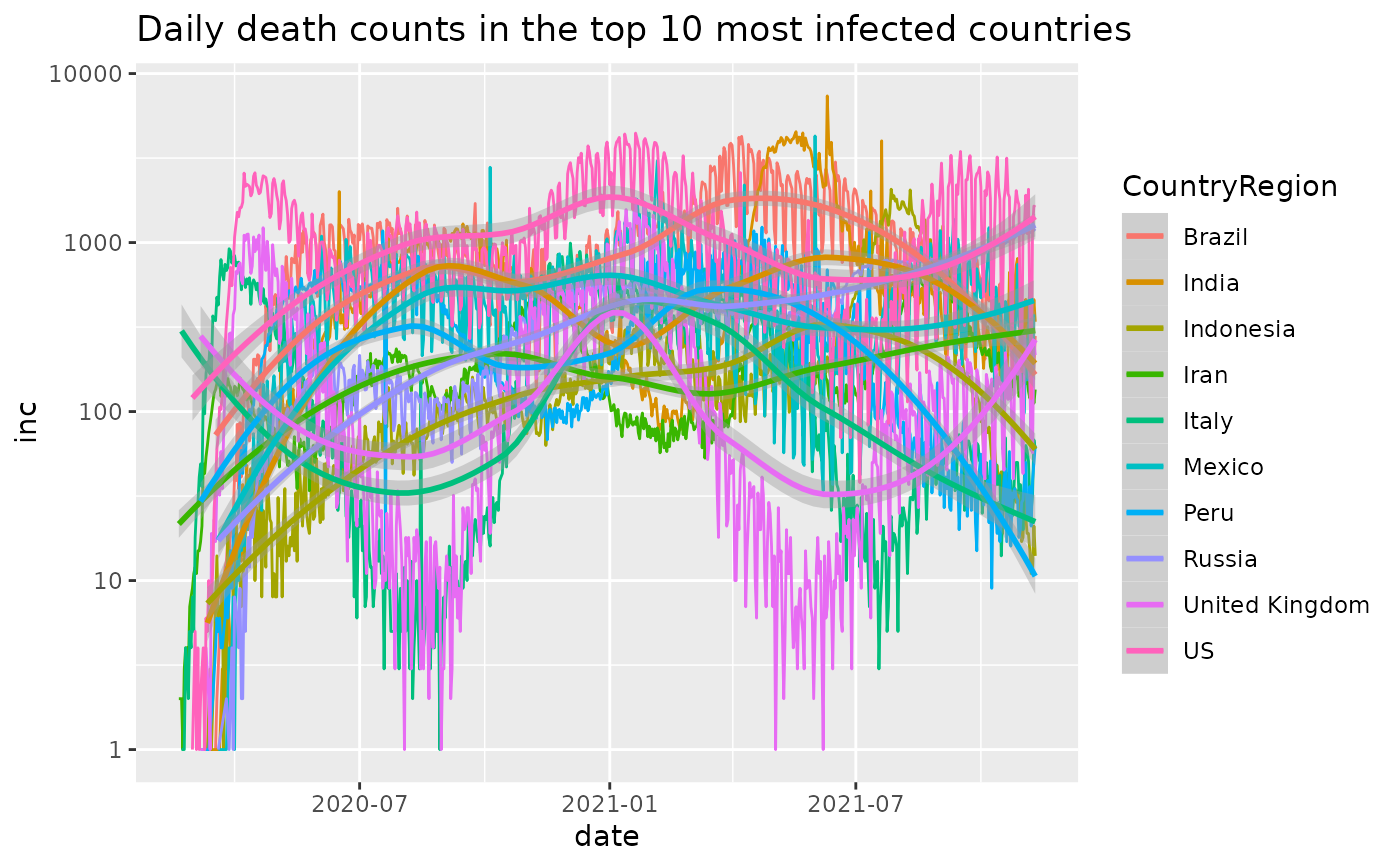 Daily death counts in the top 10 most infected countries
10000
1000
100
10
1
inc
2020-07
2021-01
2021-07
date
CountryRegion
Brazil
India
Indonesia
Iran
Italy
Mexico
Peru
Russia
United Kingdom
US